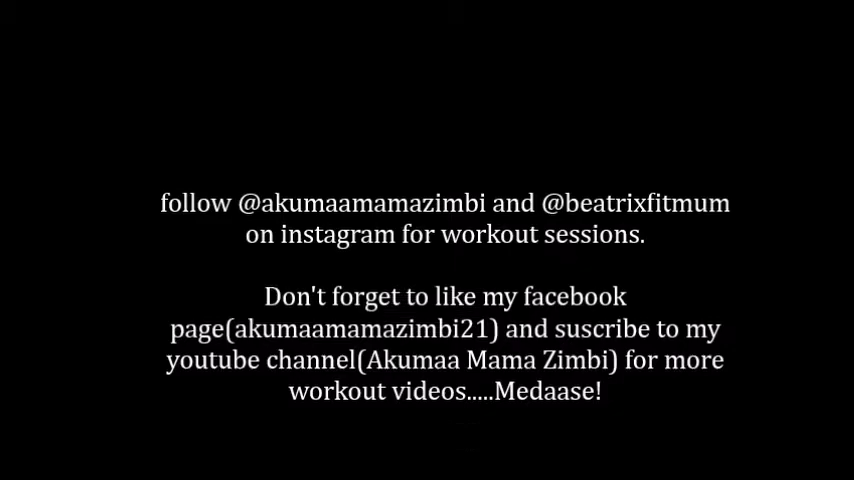 follow @akumaamamazimbi and @beatrixfitmum
on instagram for workout sessions.
Don't forget to like my facebook
page(akumaamamazimbi21) and suscribe to my
youtube channel(Akumaa Mama Zimbi) for more
workout videos.....Medaase!